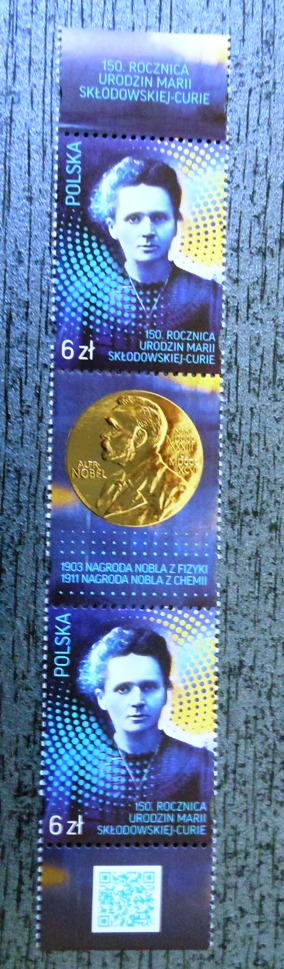 150. ROCZNICA
URODZIN MARII
SKŁODOWSKIEJ-CURIE
POLSKA
150. ROCZNICA
URODZIN MARII
SKŁODOWSKIEJ-CURIE
6 zł
ALFR.
NOBEL
1903 NAGRODA NOBLA Z FIZYKI
1911 NAGRODA NOBLA Z CHEMII
POLSKA
150. ROCZNICA
URODZIN MARII
SKŁODOWSKIEJ-CURIE
6 zł